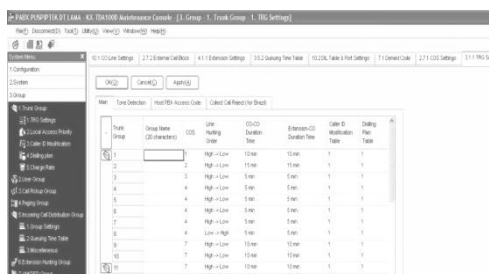 PABX PUSPIPTEK DT LAMA - KX-TDA100D Maintenance Console - [3. Group - 1. Trunk Group - 1. TRG Settings]
File(F) Disconnect(D) Tool(T) Utility(U) View(V) Window(W) Help(H)
System Menu
1.Configuration
2.System
3.Group
1.Trunk Group
1.TRG Settings
2.Local Access Priority
3.Caller ID Modification
4.Dialing plan
5.Charge Rate
2.User Group
3.Call Pickup Group
4.Paging Group
5.Incoming Call Distribution Group
1.Group Settings
2.Queuing Time Table
3.Miscellaneous
6.Extension Hunting Group
10.1 CO Line Settings 2.7.2 External Call Block 4.1.1 Extension Settings 3.5.2 Queuing Time Table 10.2 DIL Table & Port Settings 7.1 Demand Code 2.7.1 COS Settings
OK(O) Cancel(C) Apply(A)
Main Tone Detection Host PBX Access Code Collect Call Reject (for Brazil)
Trunk Group Group Name (20 characters) COS Line Hunting Order CO-CO Duration Time Extension-CO Duration Time Caller ID Modification Table Dialing Plan Table
1 1 High -> Low 10 min 10 min 1 1
2 2 High -> Low 15 min 15 min 1 1
3 3 High -> Low 5 min 5 min 1 1
4 4 High -> Low 5 min 5 min 1 1
5 4 High -> Low 5 min 5 min 1 1
6 4 High -> Low 5 min 5 min 1 1
7 4 High -> Low 5 min 5 min 1 1
8 4 Low -> High 5 min 5 min 1 1
9 7 High -> Low 10 min 10 min 1 1
10 7 High -> Low 10 min 10 min 1 1
11 7 High -> Low 5 min 5 min 1 1